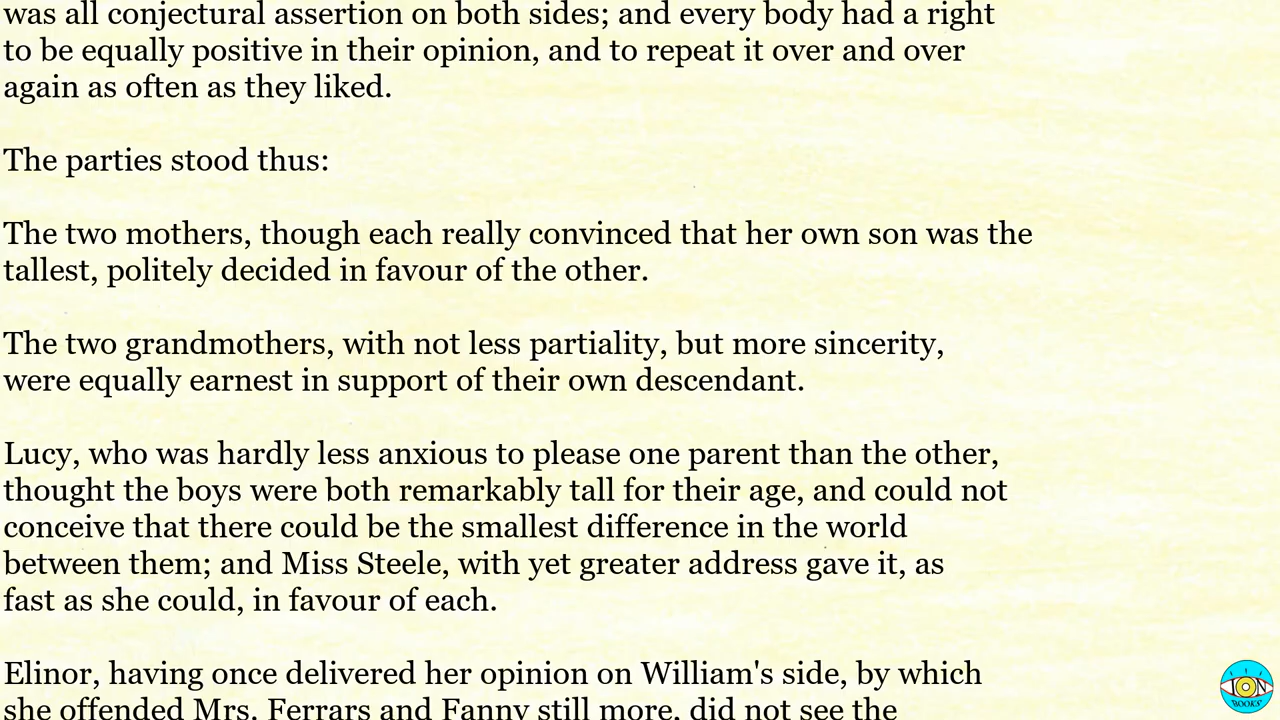 was all conjectural assertion on both sides; and every body had a right
to be equally positive in their opinion, and to repeat it over and over
again as often as they liked.
The parties stood thus:
The two mothers, though each really convinced that her own son was the
tallest, politely decided in favour of the other.
The two grandmothers, with not less partiality, but more sincerity,
were equally earnest in support of their own descendant.
Lucy, who was hardly less anxious to please one parent than the other,
thought the boys were both remarkably tall for their age, and could not
conceive that there could be the smallest difference in the world
between them; and Miss Steele, with yet greater address gave it, as
fast as she could, in favour of each.
Elinor, having once delivered her opinion on William's side, by which
she offended Mrs. Ferrars and Fanny still more, did not see the
ION
BOOKS